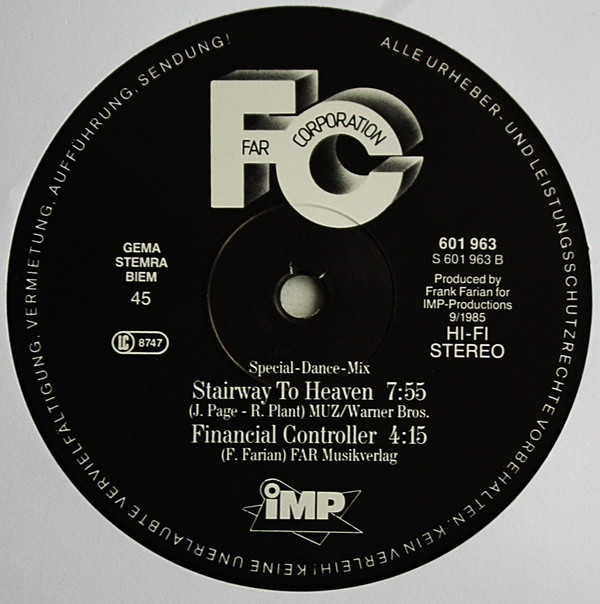 ALLE URHEBER- UND LEISTUNGSSCHUTZRECHTE VORBEHALTEN. KEIN VERLEIH! KEINE UNERLAUBTE VERVIELFÄLTIGUNG, VERMIETUNG, AUFFÜHRUNG, SENDUNG!
FC
FAR CORPORATION
GEMA
STEMRA
BIEM
45
LC 8747
601 963
S 601 963 B
Produced by
Frank Farian for
IMP-Productions
9/1985
HI-FI
STEREO
Special-Dance-Mix
Stairway To Heaven 7:55
(J. Page - R. Plant) MUZ/Warner Bros.
Financial Controller 4:15
(F. Farian) FAR Musikverlag
iMP